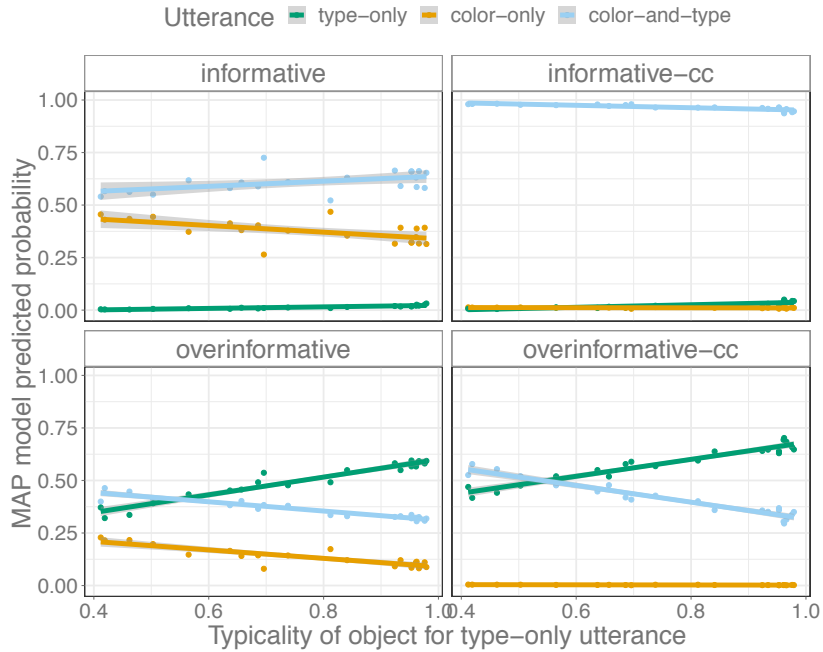 Utterance type−only color−only color−and−type
informative informative−cc
1.00
0.75
0.50
0.25
0.00
overinformative overinformative−cc
1.00
0.75
0.50
0.25
0.00
0.4 0.6 0.8 1.0 0.4 0.6 0.8 1.0
Typicality of object for type−only utterance
MAP model predicted probability